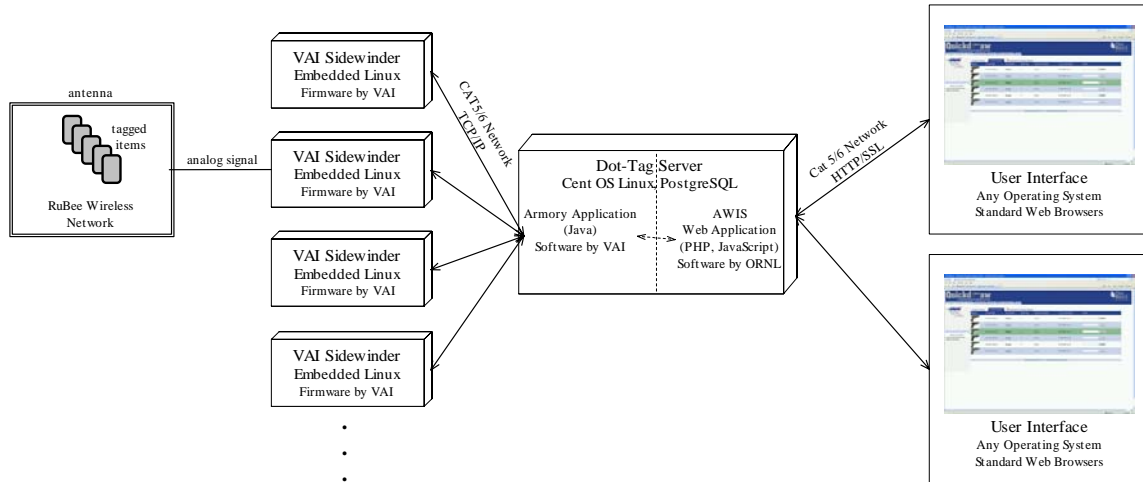 antenna
tagged
items
RuBee Wireless
Network
analog signal
VAI Sidewinder
Embedded Linux
Firmware by VAI
VAI Sidewinder
Embedded Linux
Firmware by VAI
VAI Sidewinder
Embedded Linux
Firmware by VAI
VAI Sidewinder
Embedded Linux
Firmware by VAI
CAT5/6 Network
TCP/IP
Dot-Tag Server
Cent OS Linux PostgreSQL
Armory Application
(Java)
Software by VAI
AWIS
Web Application
(PHP, JavaScript)
Software by ORNL
Cat 5/6 Network
HTTP/SSL
User Interface
Any Operating System
Standard Web Browsers
User Interface
Any Operating System
Standard Web Browsers